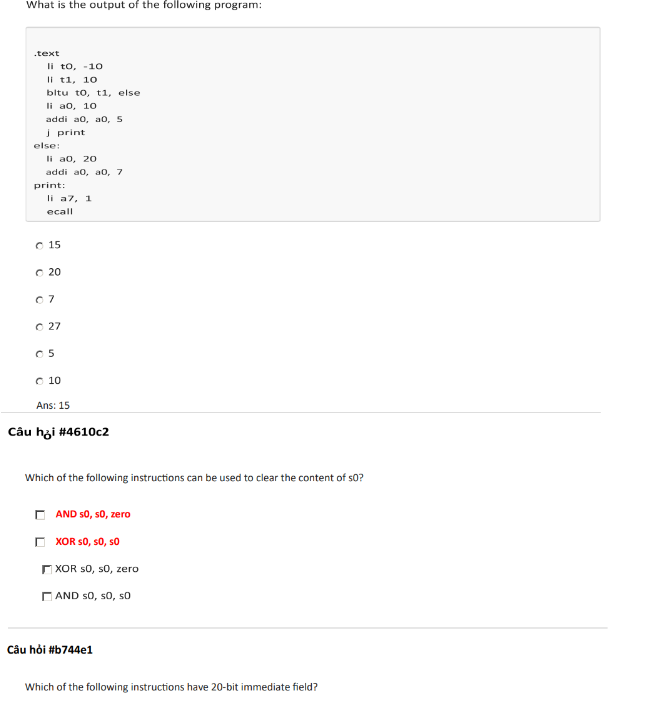 What is the output of the following program:
.text
li t0, -10
li t1, 10
bltu t0, t1, else
li a0, 10
addi a0, a0, 5
j print
else:
li a0, 20
addi a0, a0, 7
print:
li a7, 1
ecall
15
20
7
27
5
10
Ans: 15
Câu hỏi #4610c2
Which of the following instructions can be used to clear the content of s0?
AND s0, s0, zero
XOR s0, s0, s0
XOR s0, s0, zero
AND s0, s0, s0
Câu hỏi #b744e1
Which of the following instructions have 20-bit immediate field?